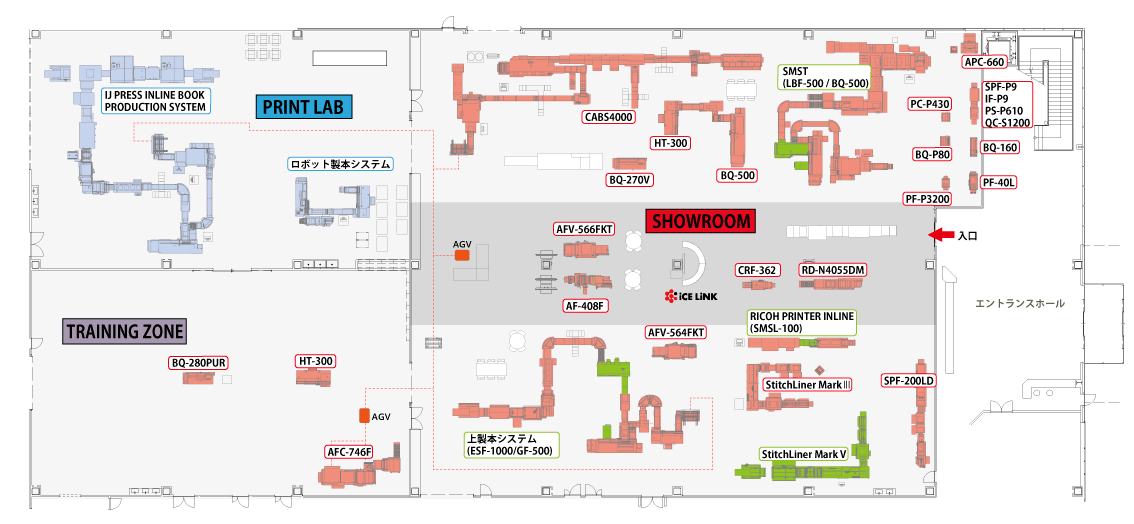 IJ PRESS INLINE BOOK
PRODUCTION SYSTEM
PRINT LAB
ロボット製本システム
CABS4000
HT-300
BQ-270V
BQ-500
SMST
(LBF-500 / BQ-500)
APC-660
SPF-P9
IF-P9
PS-P610
QC-S1200
PC-P430
BQ-P80
BQ-160
PF-P3200
PF-40L
SHOWROOM
入口
AGV
AFV-566FKT
AF-408F
iCE LiNK
CRF-362
RD-N4055DM
エントランスホール
TRAINING ZONE
BQ-280PUR
HT-300
AGV
AFC-746F
AFV-564FKT
RICOH PRINTER INLINE
(SMSL-100)
StitchLiner MarkⅢ
SPF-200LD
上製本システム
(ESF-1000/GF-500)
StitchLiner Mark V